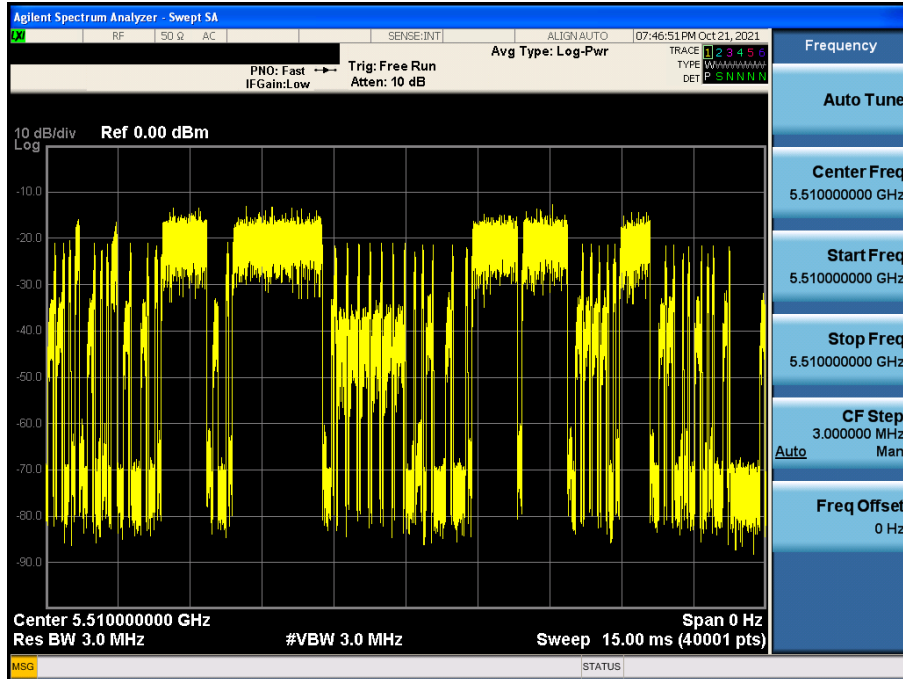 Agilent Spectrum Analyzer - Swept SA
LXI RF 50 Ω AC SENSE:INT ALIGN AUTO 07:46:51 PM Oct 21, 2021
Frequency
Avg Type: Log-Pwr
TRACE 1 2 3 4 5 6
PNO: Fast Trig: Free Run
TYPE W
IFGain:Low Atten: 10 dB
DET P S N N N N
Auto Tune
10 dB/div Ref 0.00 dBm
Log
-10.0
-20.0
-30.0
-40.0
-50.0
-60.0
-70.0
-80.0
-90.0
Center Freq
5.510000000 GHz
Start Freq
5.510000000 GHz
Stop Freq
5.510000000 GHz
CF Step
3.000000 MHz
Auto Man
Freq Offset
0 Hz
Center 5.510000000 GHz Span 0 Hz
Res BW 3.0 MHz #VBW 3.0 MHz Sweep 15.00 ms (40001 pts)
MSG STATUS